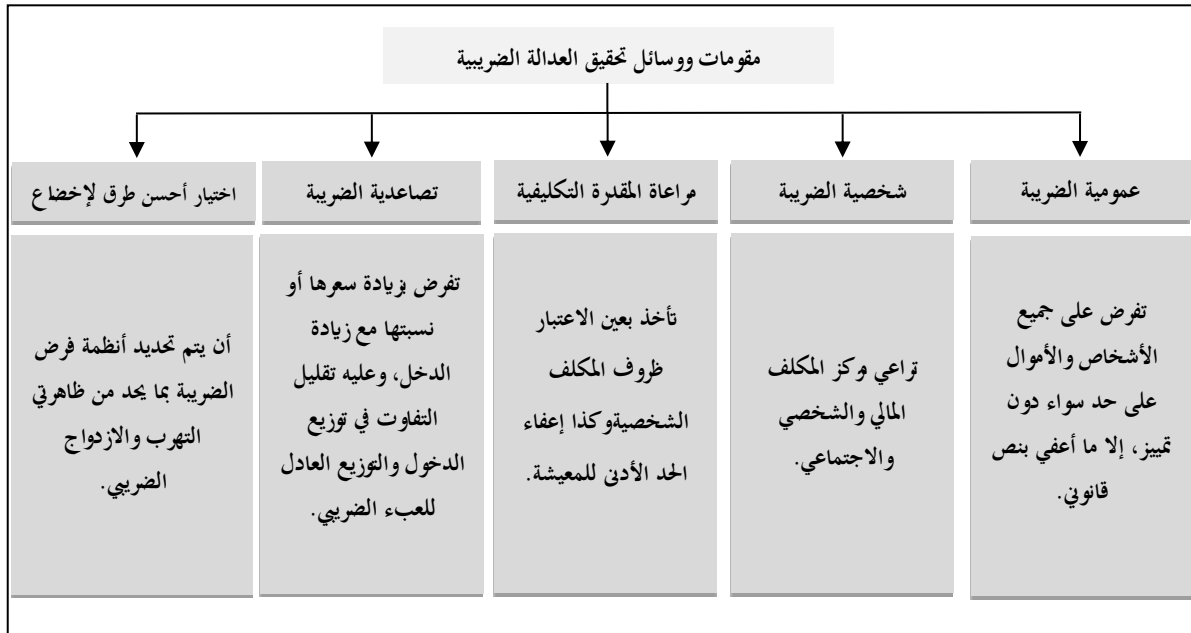 مقومات ووسائل تحقيق العدالة الضريبية
عمومية الضريبة
شخصية الضريبة
مراعاة المقدرة التكليفية
تصاعدية الضريبة
اختيار أحسن طرق لإخضاع
تفرض على جميع
الأشخاص والأموال
على حد سواء دون
تمييز، إلا ما أعفي بنص
قانوني.
تراعي مركز المكلف
المالي والشخصي
والاجتماعي.
تأخذ بعين الاعتبار
ظروف المكلف
الشخصية وكذا إعفاء
الحد الأدنى للمعيشة.
تفرض بزيادة سعرها أو
نسبتها مع زيادة
الدخل، وعليه تقليل
التفاوت في توزيع
الدخول والتوزيع العادل
للعبء الضريبي.
أن يتم تحديد أنظمة فرض
الضريبة بما يحد من ظاهرتي
التهرب والازدواج
الضريبي.